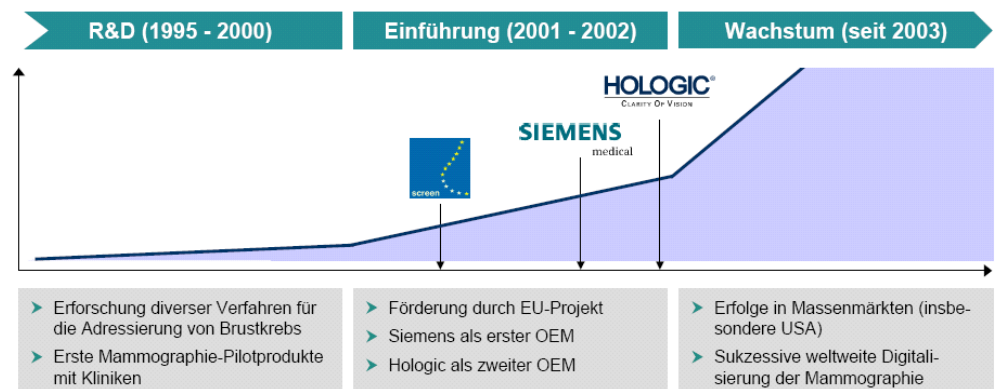 R&D (1995 - 2000)
Einführung (2001 - 2002)
Wachstum (seit 2003)
HOLOGIC®
CLARITY OF VISION
SIEMENS
medical
screen
Erforschung diverser Verfahren für
die Adressierung von Brustkrebs
Erste Mammographie-Pilotprodukte
mit Kliniken
Förderung durch EU-Projekt
Siemens als erster OEM
Hologic als zweiter OEM
Erfolge in Massenmärkten (insbe-
sondere USA)
Sukzessive weltweite Digitali-
sierung der Mammographie